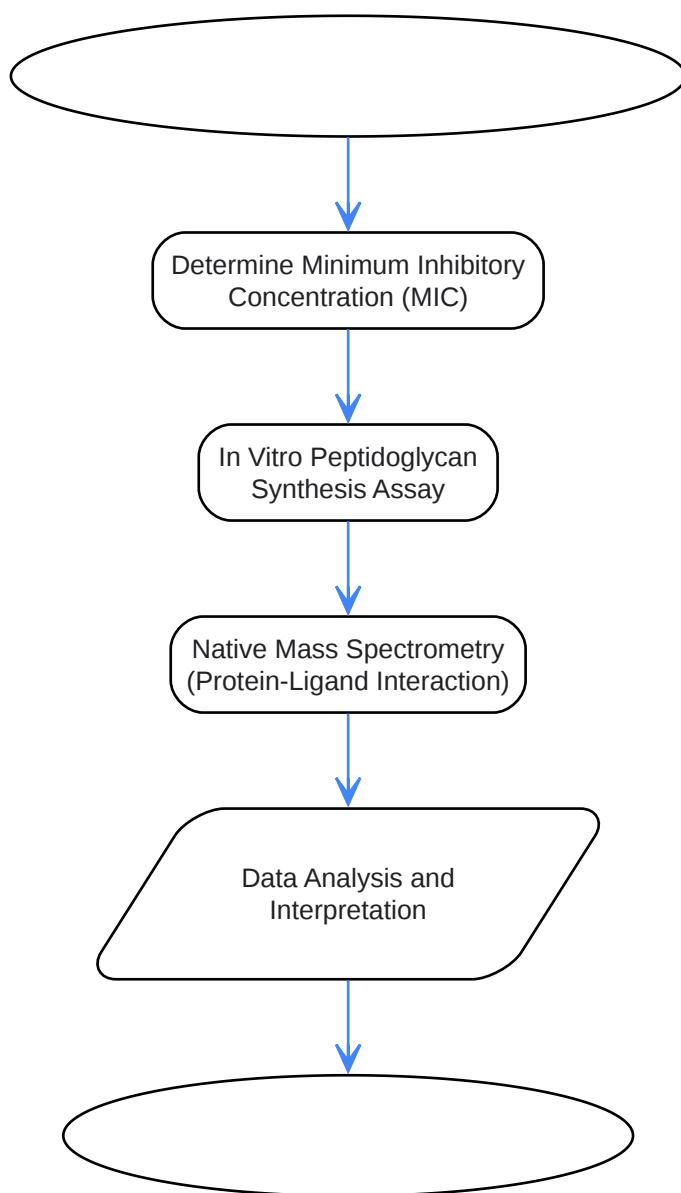 Determine Minimum Inhibitory
Concentration (MIC)
In Vitro Peptidoglycan
Synthesis Assay
Native Mass Spectrometry
(Protein-Ligand Interaction)
Data Analysis and
Interpretation